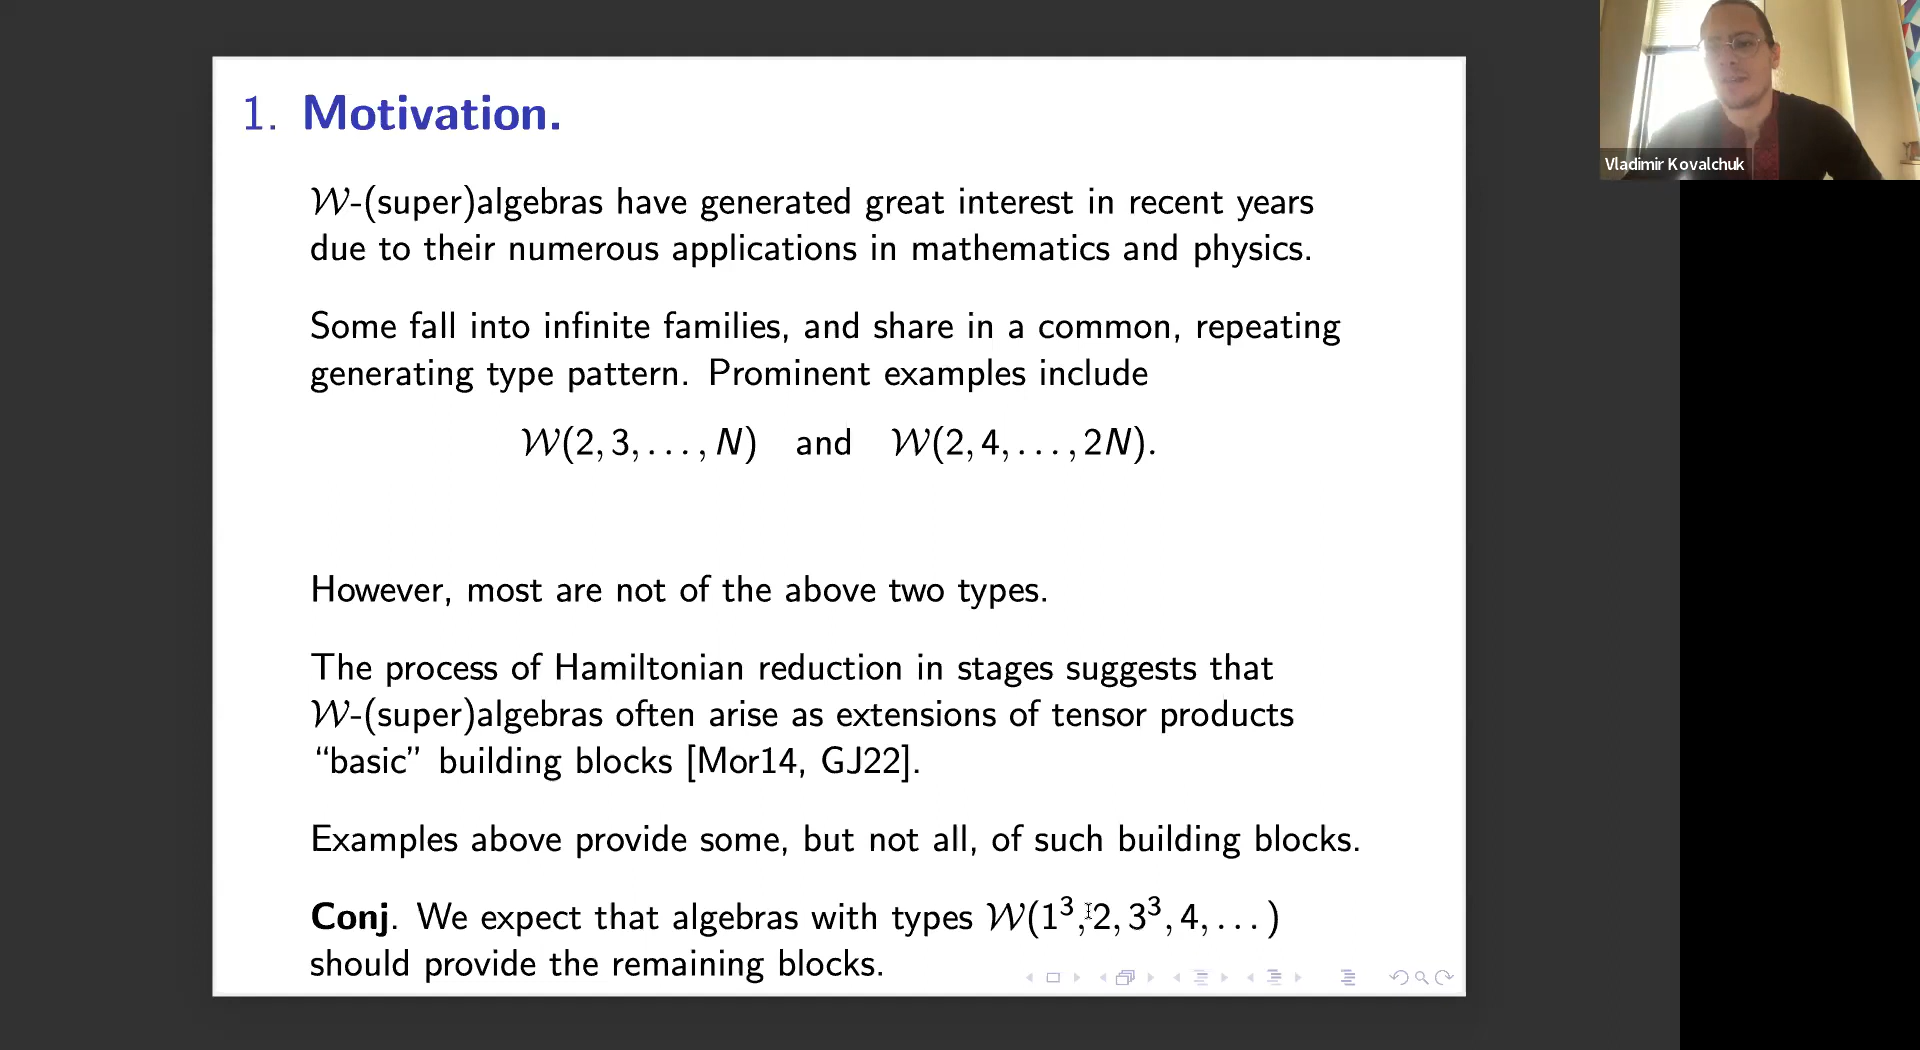 1. Motivation.
𝒲-(super)algebras have generated great interest in recent years
due to their numerous applications in mathematics and physics.
Some fall into infinite families, and share in a common, repeating
generating type pattern. Prominent examples include
𝒲(2, 3, . . . , N) and 𝒲(2, 4, . . . , 2N).
However, most are not of the above two types.
The process of Hamiltonian reduction in stages suggests that
𝒲-(super)algebras often arise as extensions of tensor products
“basic” building blocks [Mor14, GJ22].
Examples above provide some, but not all, of such building blocks.
Conj. We expect that algebras with types 𝒲(1³, 2, 3³, 4, . . . )
should provide the remaining blocks.
Vladimir Kovalchuk